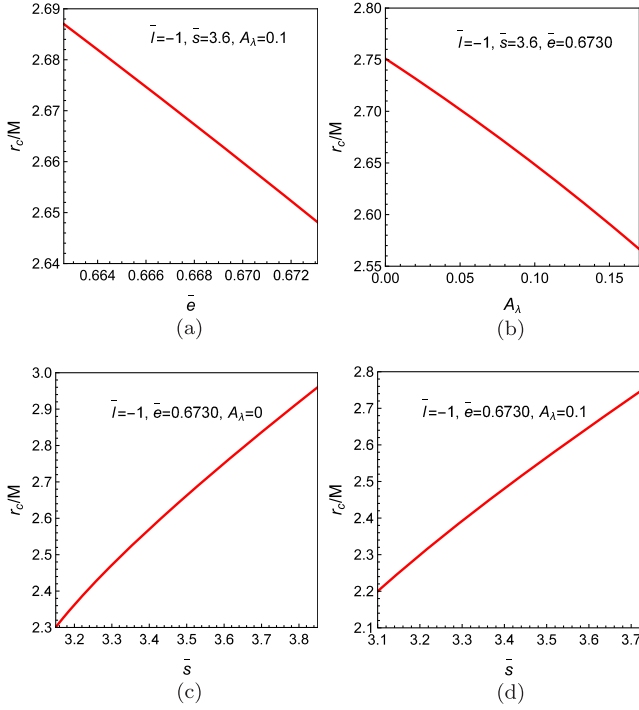 2.69
2.68
2.67
2.66
2.65
2.64
r_c/M
l̄=−1, s̄=3.6, A_λ=0.1
0.664 0.666 0.668 0.670 0.672
ē
(a)
2.80
2.75
2.70
2.65
2.60
2.55
r_c/M
l̄=−1, s̄=3.6, ē=0.6730
0.00 0.05 0.10 0.15
A_λ
(b)
3.0
2.9
2.8
2.7
2.6
2.5
2.4
2.3
r_c/M
l̄=−1, ē=0.6730, A_λ=0
3.2 3.3 3.4 3.5 3.6 3.7 3.8
s̄
(c)
2.8
2.7
2.6
2.5
2.4
2.3
2.2
2.1
r_c/M
l̄=−1, ē=0.6730, A_λ=0.1
3.1 3.2 3.3 3.4 3.5 3.6 3.7
s̄
(d)